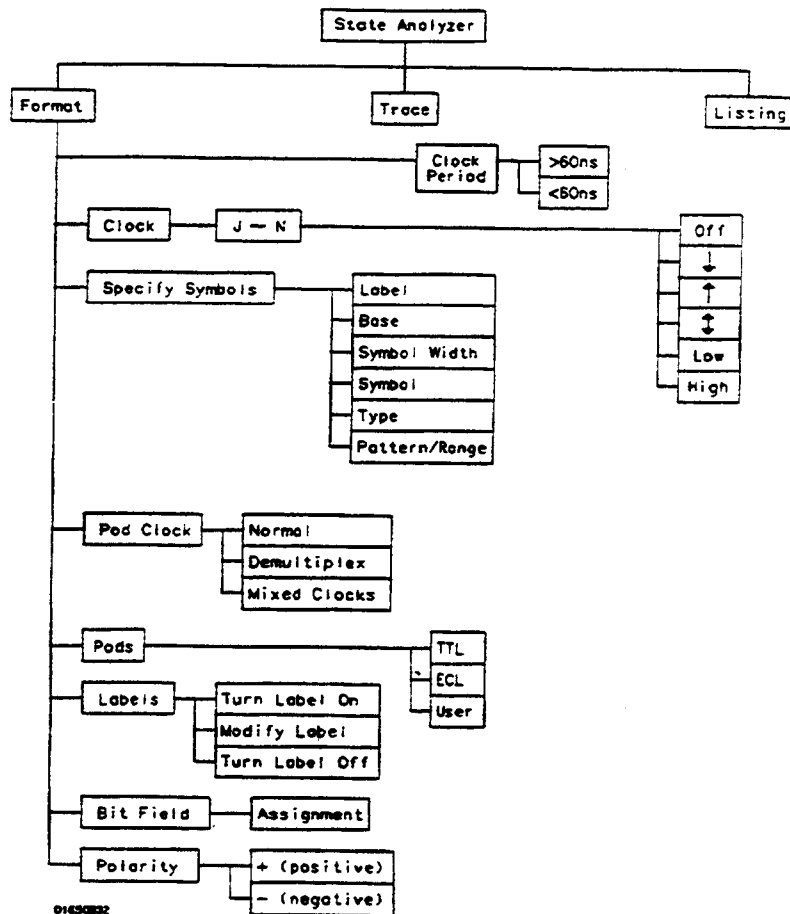 State Analyzer
Format
Trace
Listing
Clock
Period
>60ns
<60ns
Clock
J — N
Off
↓
↑
↕
Low
High
Specify Symbols
Label
Base
Symbol Width
Symbol
Type
Pattern/Range
Pod Clock
Normal
Demultiplex
Mixed Clocks
Pods
TTL
ECL
User
Labels
Turn Label On
Modify Label
Turn Label Off
Bit Field
Assignment
Polarity
+ (positive)
- (negative)